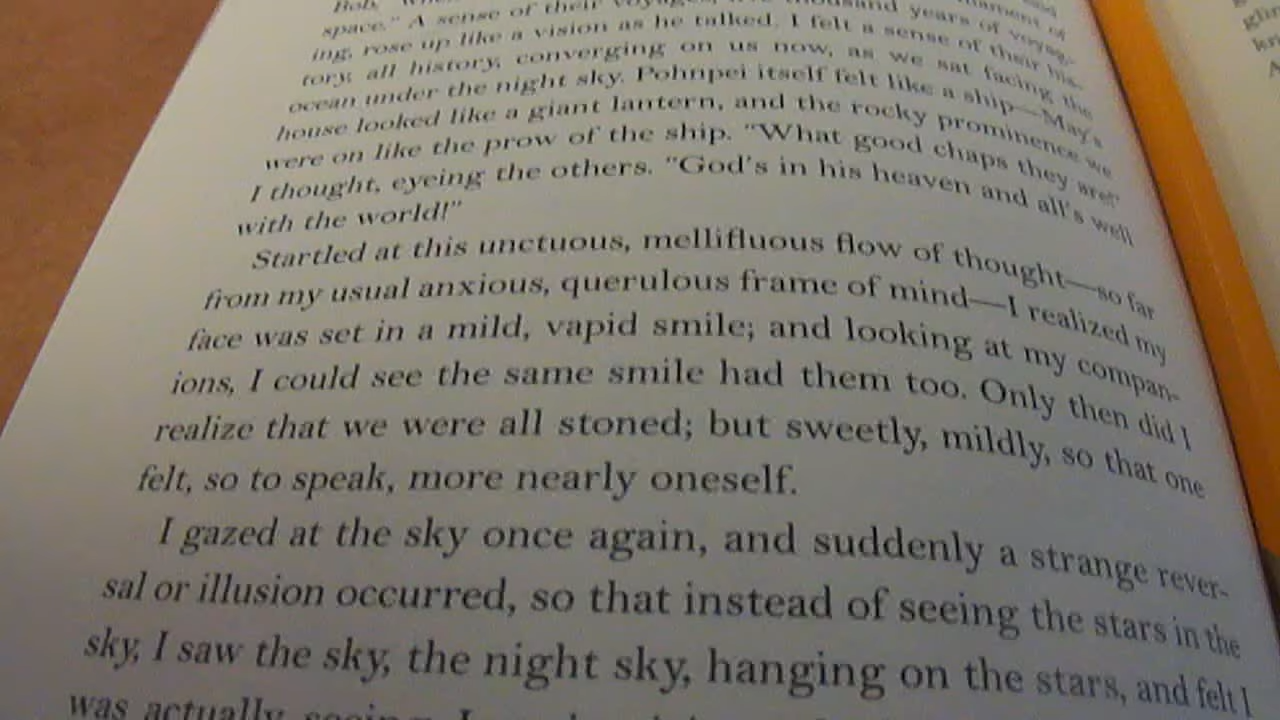 Bob,
space." A sense of their voyages, five thousand years of voyag-
ing, rose up like a vision as he talked. I felt a sense of their his-
tory, all history, converging on us now, as we sat facing the
ocean under the night sky. Pohnpei itself felt like a ship—May's
house looked like a giant lantern, and the rocky prominence we
were on like the prow of the ship. "What good chaps they are!"
I thought, eyeing the others. "God's in his heaven and all's well
with the world!"
Startled at this unctuous, mellifluous flow of thought—so far
from my usual anxious, querulous frame of mind—I realized my
face was set in a mild, vapid smile; and looking at my compan-
ions, I could see the same smile had them too. Only then did I
realize that we were all stoned; but sweetly, mildly, so that one
felt, so to speak, more nearly oneself.
I gazed at the sky once again, and suddenly a strange rever-
sal or illusion occurred, so that instead of seeing the stars in the
sky, I saw the sky, the night sky, hanging on the stars, and felt I
was actually seeing